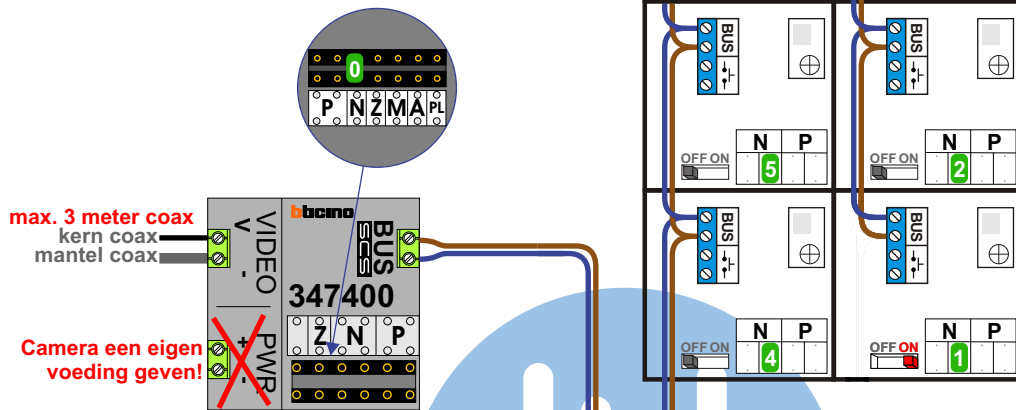 0
P N Z M A PL
max. 3 meter coax
kern coax
mantel coax
V -
VIDEO
bticino
SCS
BUS
347400
Z N P
Camera een eigen
voeding geven!
+ -
PWR
BUS
N P
OFF ON
5
BUS
N P
OFF ON
2
BUS
N P
OFF ON
4
BUS
N P
OFF ON
1